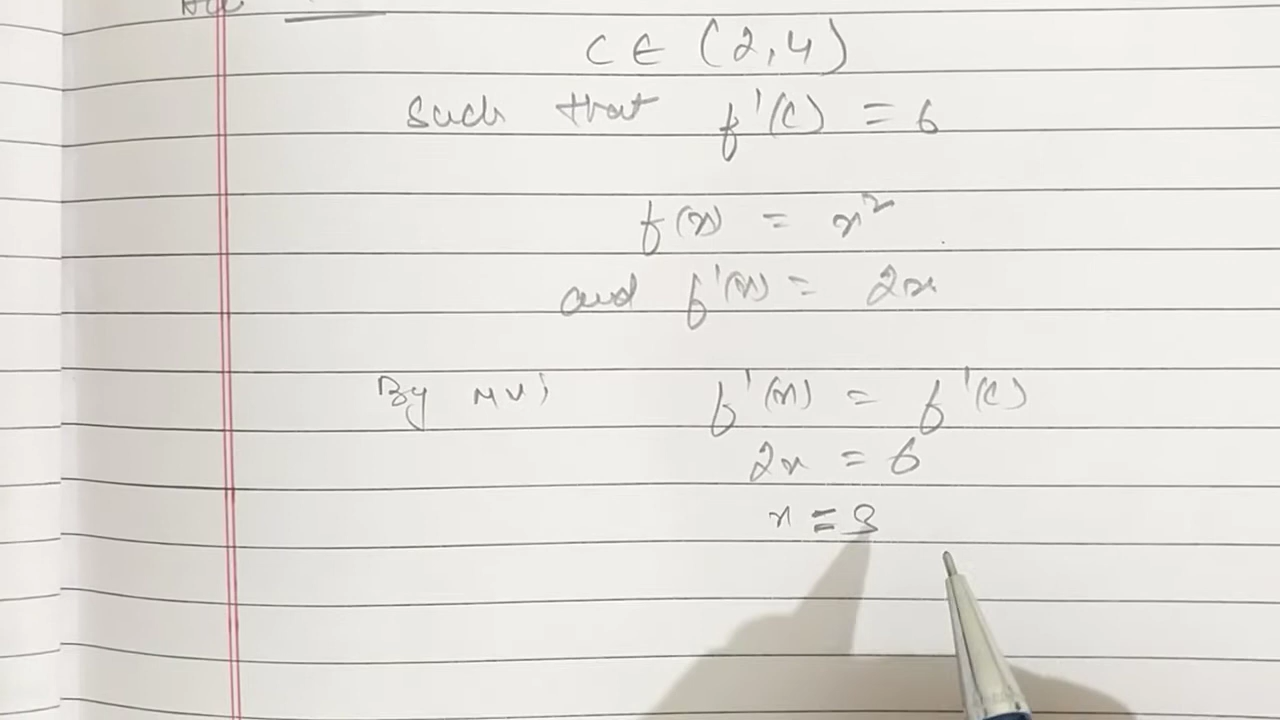 C ∈ (2,4)
such that f'(c) = 6
f(x) = x²
and f'(x) = 2x
By MVT f'(x) = f'(c)
2x = 6
x = 3